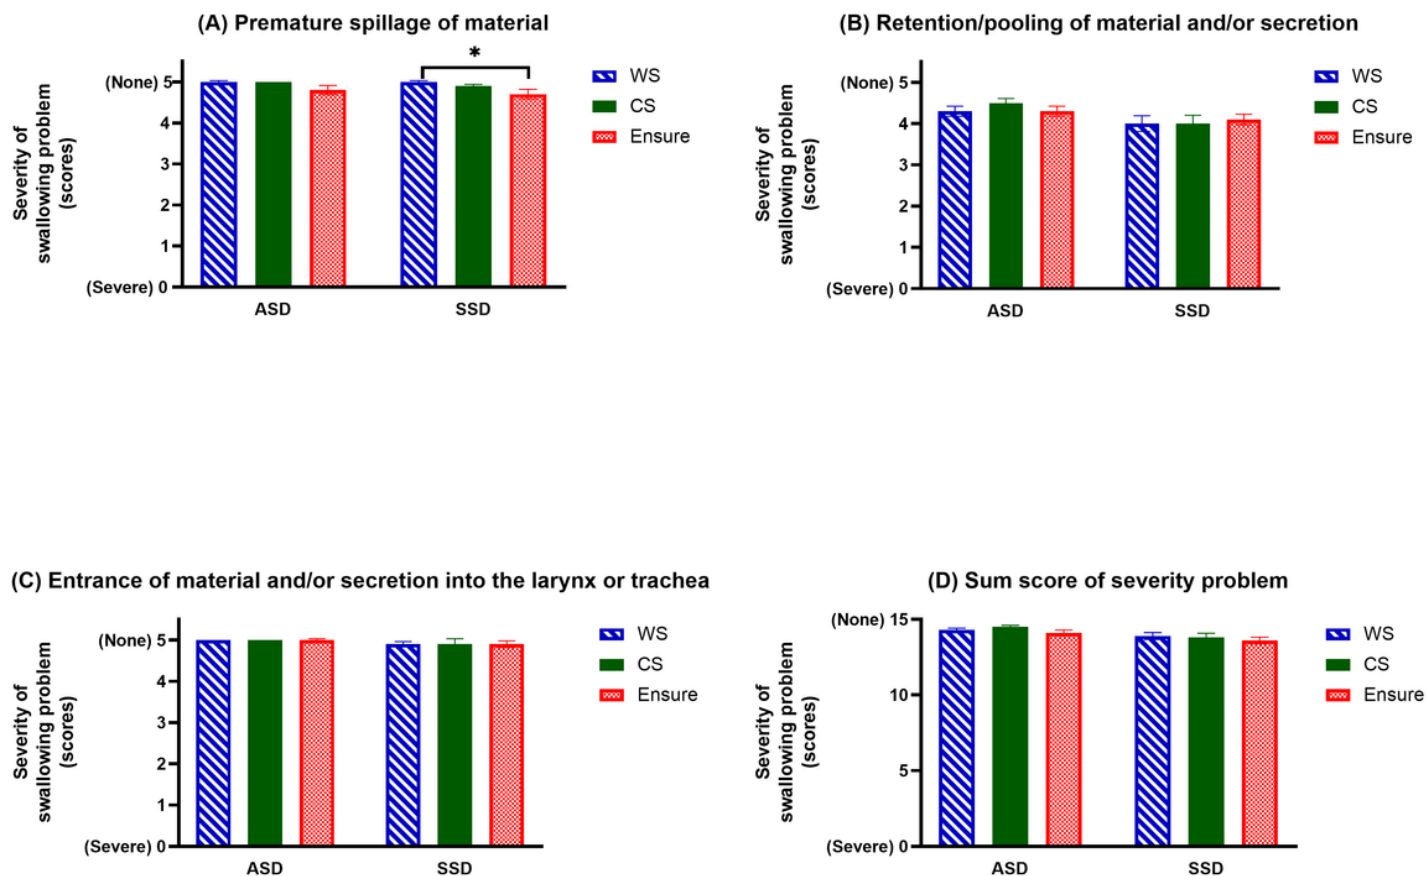 (A) Premature spillage of material
*
(None) 5
4
3
2
1
(Severe) 0
Severity of
swallowing problem
(scores)
ASD
SSD
WS
CS
Ensure
(B) Retention/pooling of material and/or secretion
(None) 5
4
3
2
1
(Severe) 0
Severity of
swallowing problem
(scores)
ASD
SSD
WS
CS
Ensure
(C) Entrance of material and/or secretion into the larynx or trachea
(None) 5
4
3
2
1
(Severe) 0
Severity of
swallowing problem
(scores)
ASD
SSD
WS
CS
Ensure
(D) Sum score of severity problem
(None) 15
10
5
(Severe) 0
Severity of
swallowing problem
(scores)
ASD
SSD
WS
CS
Ensure